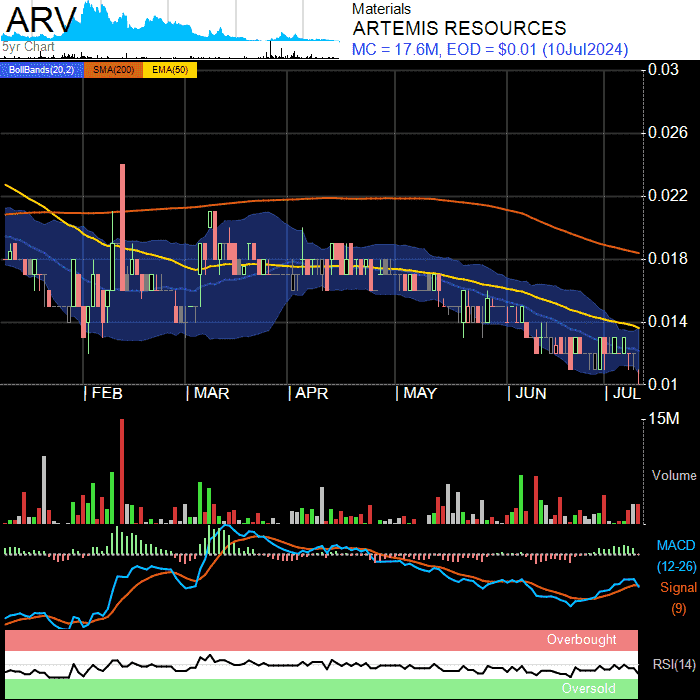 ARV
5yr Chart
Materials
ARTEMIS RESOURCES
MC = 17.6M, EOD = $0.01 (10Jul2024)
BollBands(20,2) SMA(200) EMA(50)
0.03
0.026
0.022
0.018
0.014
0.01
FEB MAR APR MAY JUN JUL
15M
Volume
MACD
(12-26)
Signal
(9)
Overbought
RSI(14)
Oversold